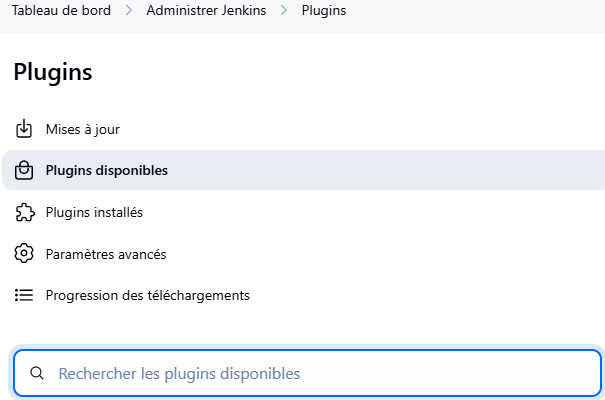 Tableau de bord > Administrer Jenkins > Plugins
Plugins
Mises à jour
Plugins disponibles
Plugins installés
Paramètres avancés
Progression des téléchargements
Rechercher les plugins disponibles